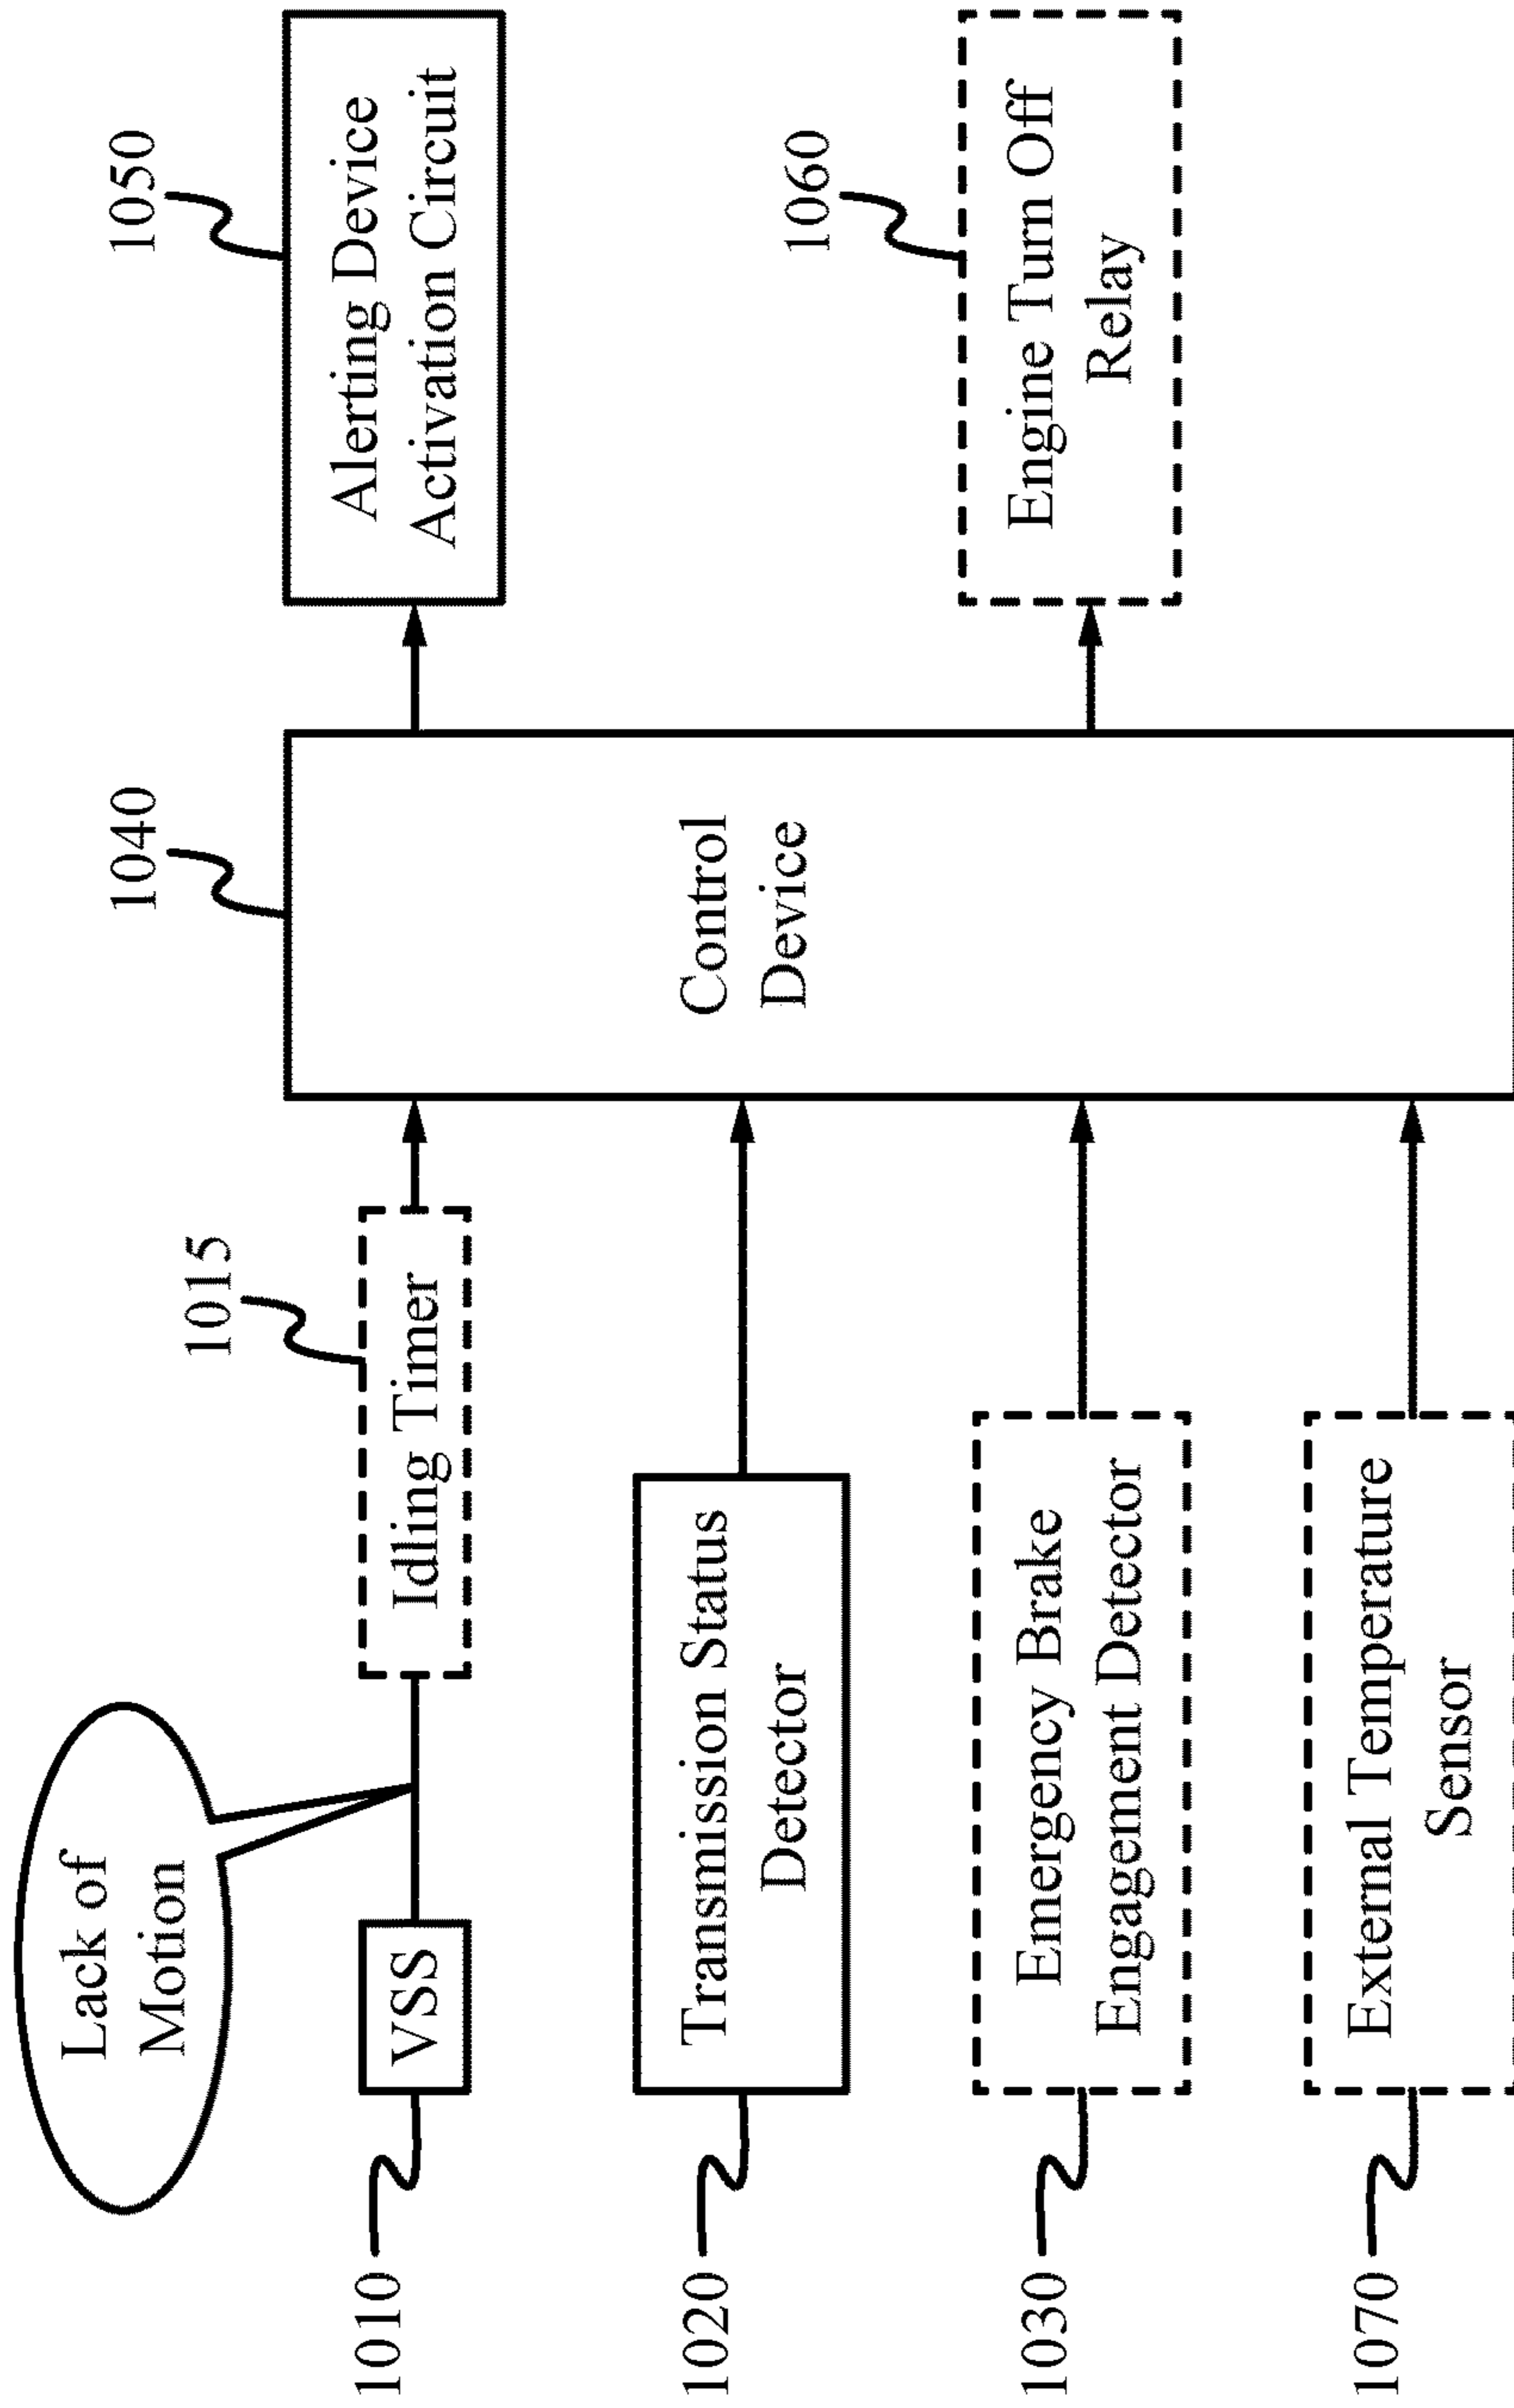 Lack of
Motion
1010
VSS
Idling Timer
1015
1020
Transmission Status
Detector
1030
Emergency Brake
Engagement Detector
1070
External Temperature
Sensor
1040
Control
Device
1050
Alerting Device
Activation Circuit
1060
Engine Turn Off
Relay